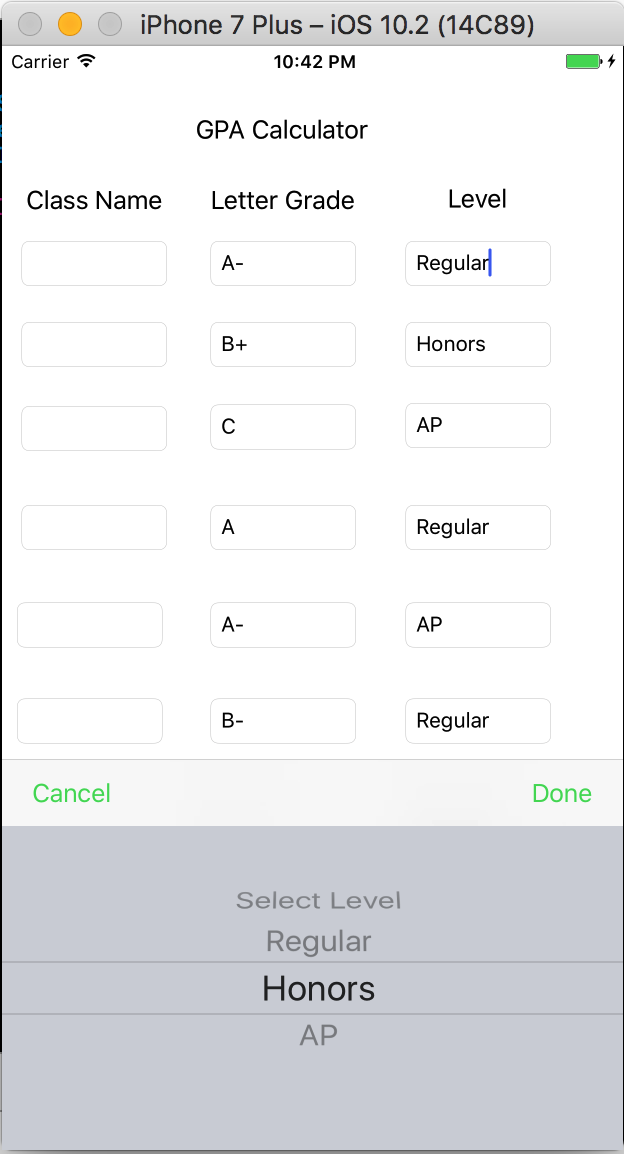 iPhone 7 Plus – iOS 10.2 (14C89)
Carrier 10:42 PM
GPA Calculator
Class Name Letter Grade Level
A- Regular
B+ Honors
C AP
A Regular
A- AP
B- Regular
Cancel Done
Select Level
Regular
Honors
AP